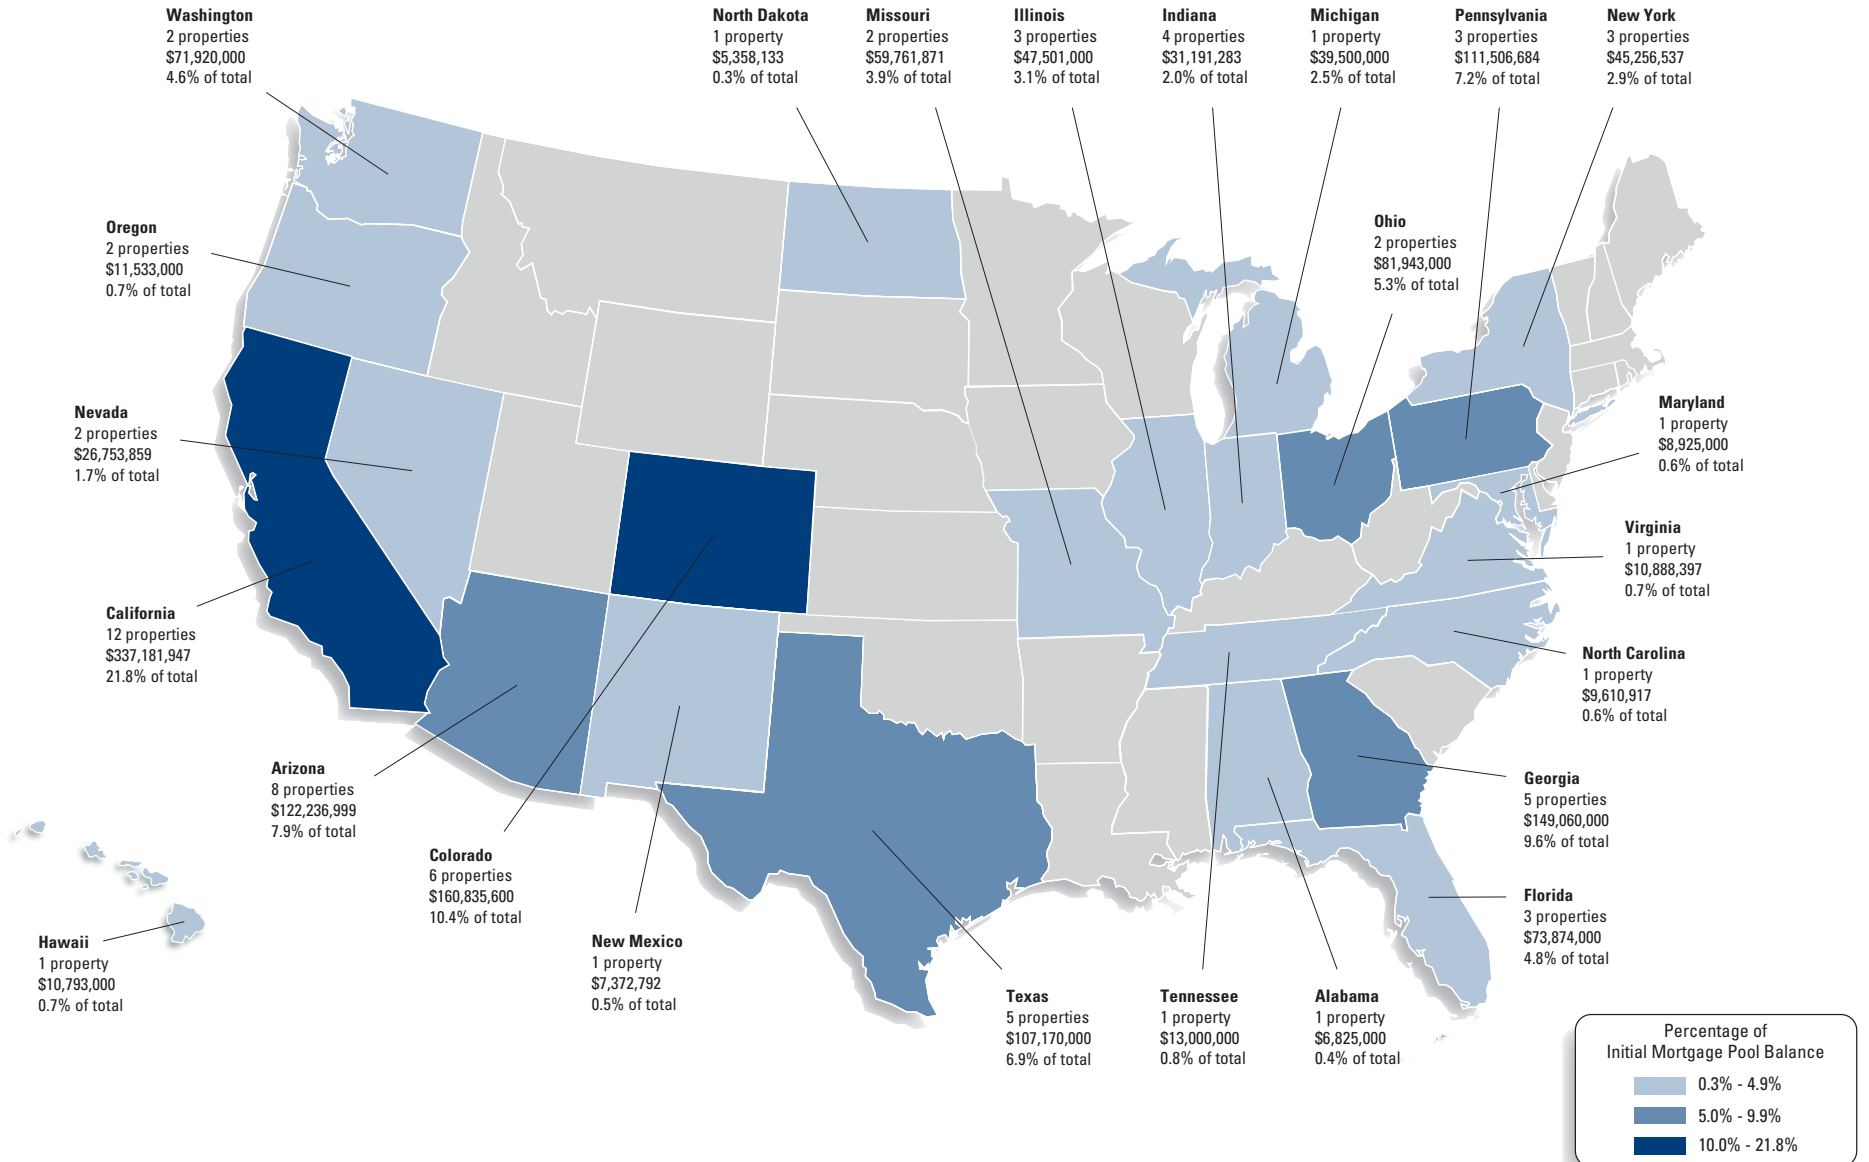 Washington
2 properties
$71,920,000
4.6% of total
North Dakota
1 property
$5,358,133
0.3% of total
Missouri
2 properties
$59,761,871
3.9% of total
Illinois
3 properties
$47,501,000
3.1% of total
Indiana
4 properties
$31,191,283
2.0% of total
Michigan
1 property
$39,500,000
2.5% of total
Pennsylvania
3 properties
$111,506,684
7.2% of total
New York
3 properties
$45,256,537
2.9% of total
Oregon
2 properties
$11,533,000
0.7% of total
Ohio
2 properties
$81,943,000
5.3% of total
Nevada
2 properties
$26,753,859
1.7% of total
Maryland
1 property
$8,925,000
0.6% of total
Virginia
1 property
$10,888,397
0.7% of total
California
12 properties
$337,181,947
21.8% of total
North Carolina
1 property
$9,610,917
0.6% of total
Arizona
8 properties
$122,236,999
7.9% of total
Georgia
5 properties
$149,060,000
9.6% of total
Colorado
6 properties
$160,835,600
10.4% of total
Florida
3 properties
$73,874,000
4.8% of total
Hawaii
1 property
$10,793,000
0.7% of total
New Mexico
1 property
$7,372,792
0.5% of total
Texas
5 properties
$107,170,000
6.9% of total
Tennessee
1 property
$13,000,000
0.8% of total
Alabama
1 property
$6,825,000
0.4% of total
Percentage of
Initial Mortgage Pool Balance
0.3% - 4.9%
5.0% - 9.9%
10.0% - 21.8%